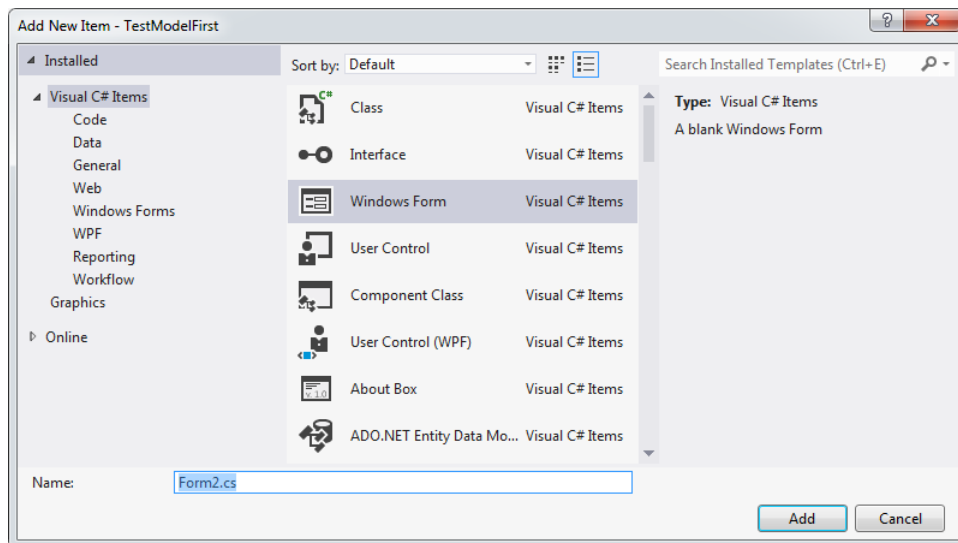 Add New Item - TestModelFirst
Installed
Visual C# Items
Code
Data
General
Web
Windows Forms
WPF
Reporting
Workflow
Graphics
Online
Sort by: Default
C# Class Visual C# Items
Interface Visual C# Items
Windows Form Visual C# Items
User Control Visual C# Items
Component Class Visual C# Items
User Control (WPF) Visual C# Items
v. 1.0 About Box Visual C# Items
ADO.NET Entity Data Mo... Visual C# Items
Search Installed Templates (Ctrl+E)
Type: Visual C# Items
A blank Windows Form
Name: Form2.cs
Add Cancel